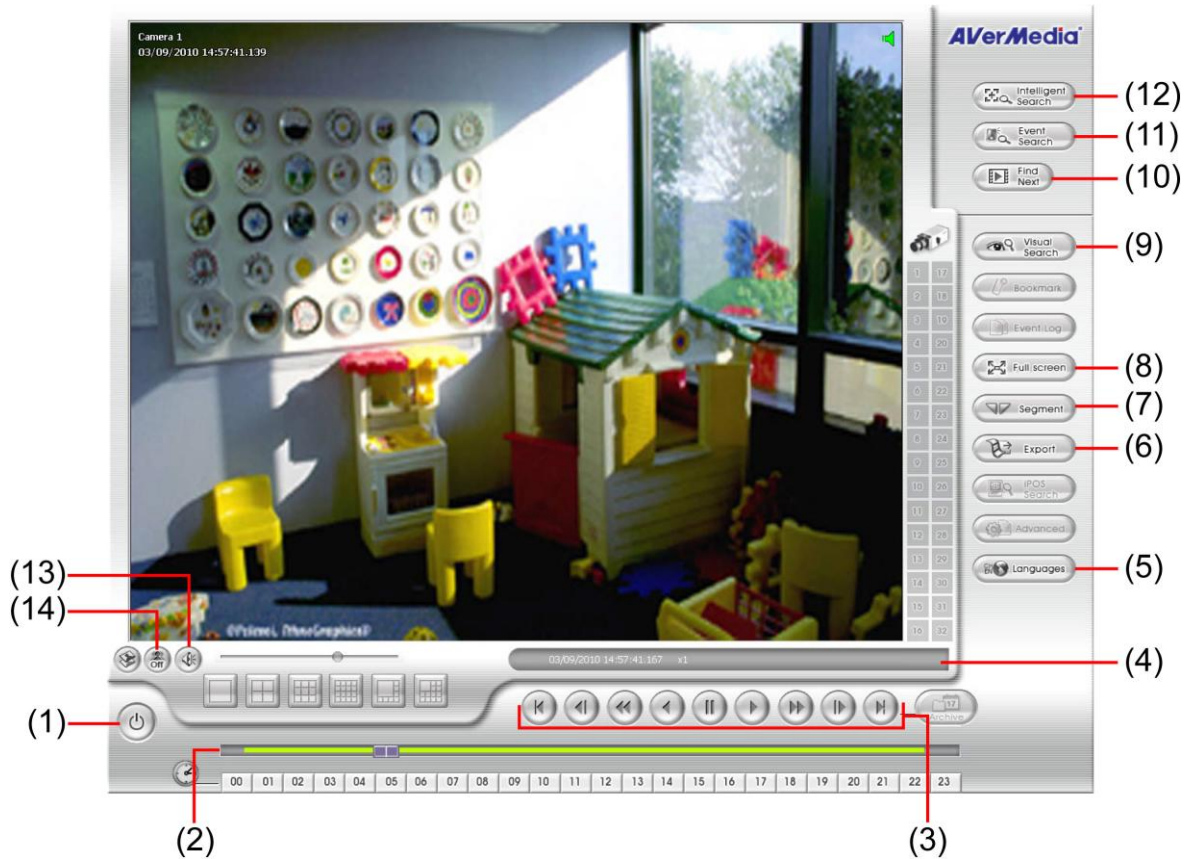 Camera 1
03/09/2010 14:57:41.139
AVerMedia
Intelligent Search
(12)
Event Search
(11)
Find Next
(10)
Visual Search
(9)
Bookmark
Event Log
Full screen
(8)
Segment
(7)
Export
(6)
iPOS Search
Advanced
Languages
(5)
1 17
2 18
3 19
4 20
5 21
6 22
7 23
8 24
9 25
10 26
11 27
12 28
13 29
14 30
15 31
16 32
(13)
(14)
Off
03/09/2010 14:57:41.167 x1
(4)
(1)
17
Archive
(2)
00 01 02 03 04 05 06 07 08 09 10 11 12 13 14 15 16 17 18 19 20 21 22 23
(3)